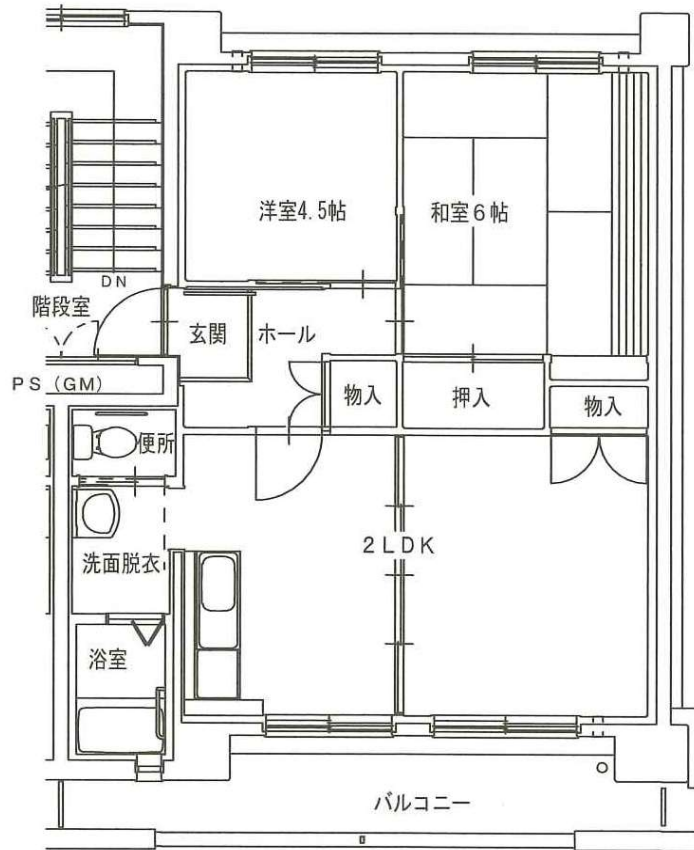 洋室4.5帖
和室6帖
DN
階段室
玄関
ホール
PS (GM)
物入
押入
物入
便所
2LDK
洗面脱衣
浴室
バルコニー